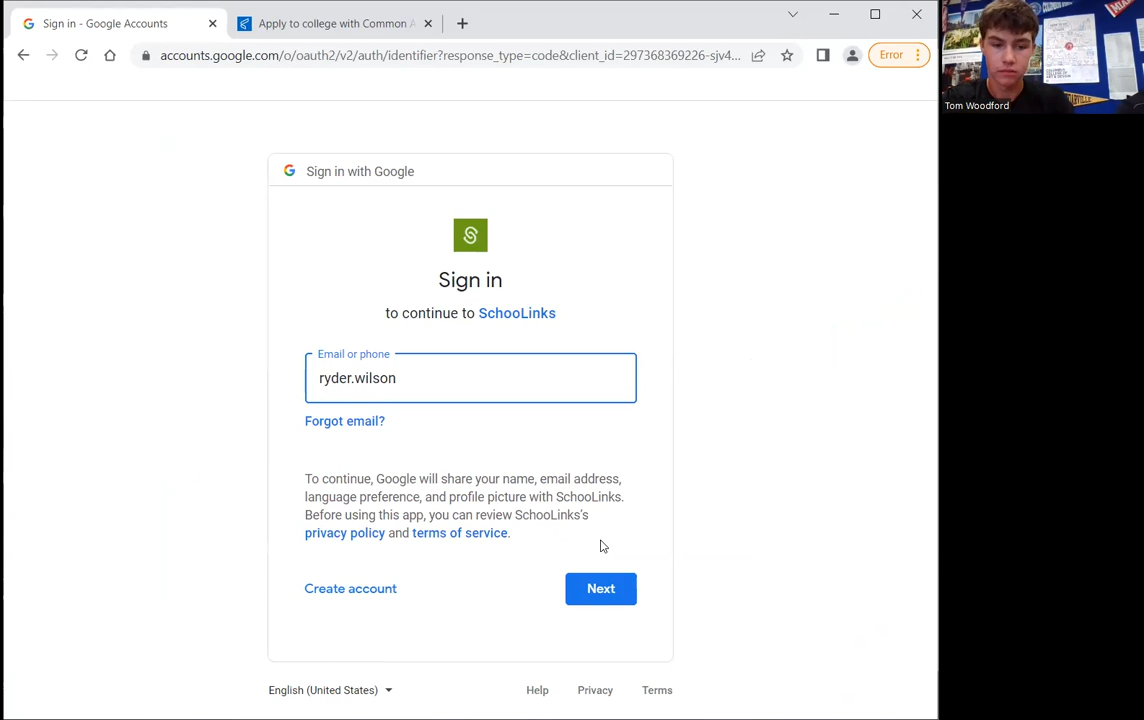 Sign in - Google Accounts
Apply to college with Common A
accounts.google.com/o/oauth2/v2/auth/identifier?response_type=code&client_id=297368369226-sjv4...
Error
Tom Woodford
Sign in with Google
Sign in
to continue to SchooLinks
Email or phone
ryder.wilson
Forgot email?
To continue, Google will share your name, email address,
language preference, and profile picture with SchooLinks.
Before using this app, you can review SchooLinks's
privacy policy and terms of service.
Create account
Next
English (United States)
Help
Privacy
Terms